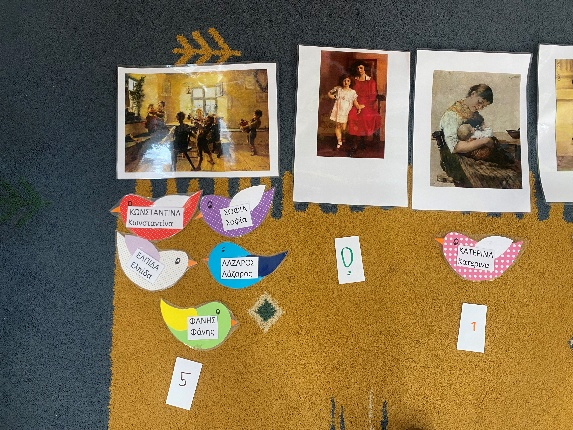 ΚΩΝΣΤΑΝΤΙΝΑ
Κωνσταντίνα
ΣΟΦΙΑ
Σοφία
ΕΛΠΙΔΑ
Ελπίδα
ΛΑΖΑΡΟΣ
Λάζαρος
ΦΑΝΗΣ
Φάνης
5
0
ΚΑΤΕΡΙΝΑ
Κατερίνα
1